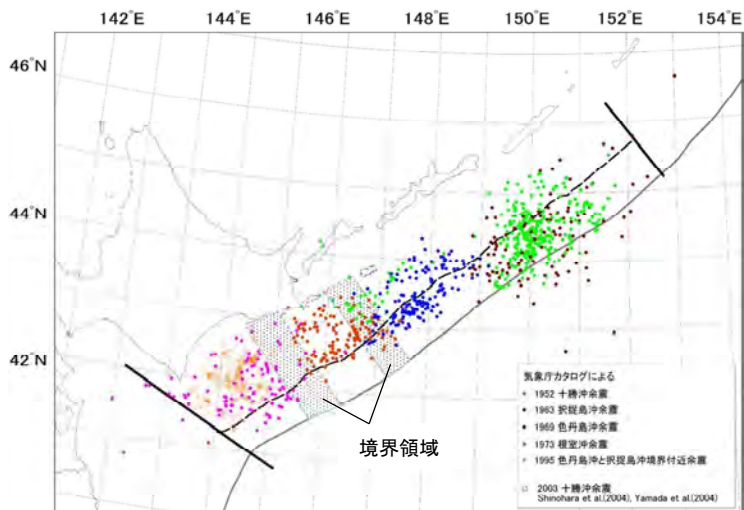 142°E 144°E 146°E 148°E 150°E 152°E 154°E
46°N
44°N
42°N
境界領域
気象庁カタログによる
1952 十勝沖余震
1963 択捉島沖余震
1969 色丹島沖余震
1973 根室沖余震
1995 色丹島沖と択捉島沖境界付近余震
2003 十勝沖余震
Shinohara et al.(2004), Yamada et al.(2004)